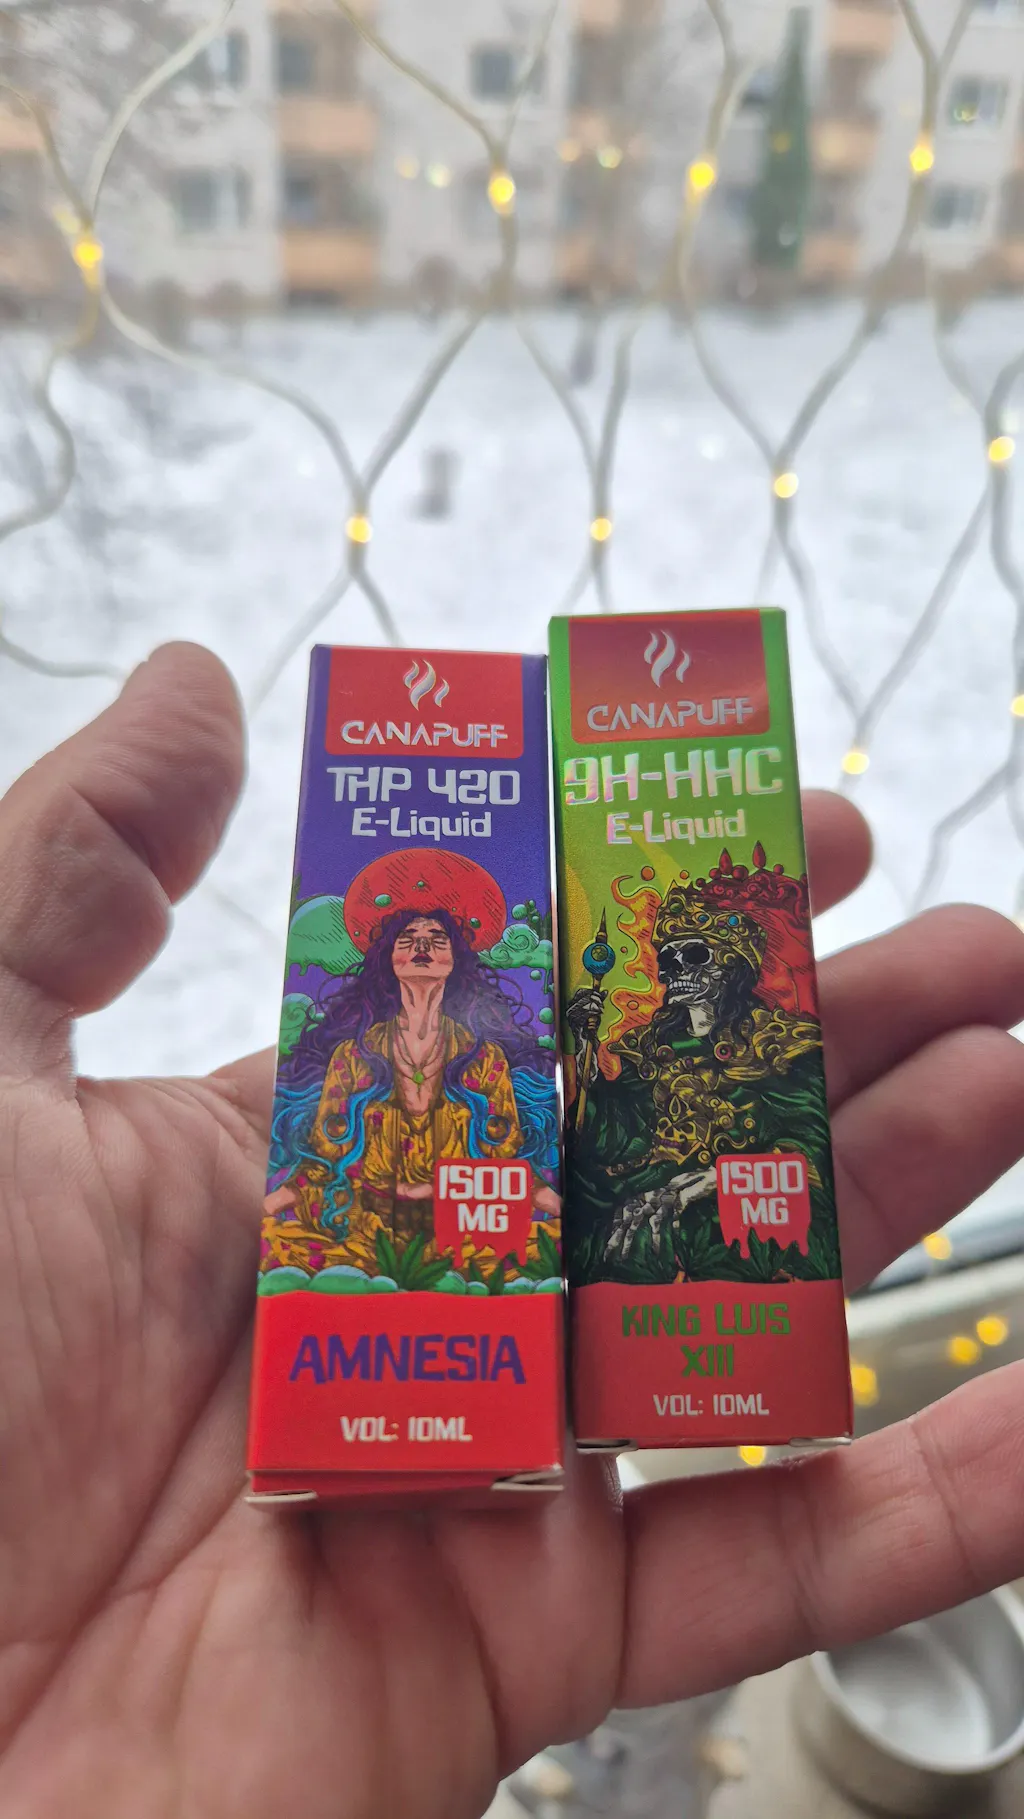 CANAPUFF
THP 420
E-Liquid
1500
MG
AMNESIA
VOL: 10ML
CANAPUFF
9H-HHC
E-Liquid
1500
MG
KING LUIS
XIII
VOL: 10ML